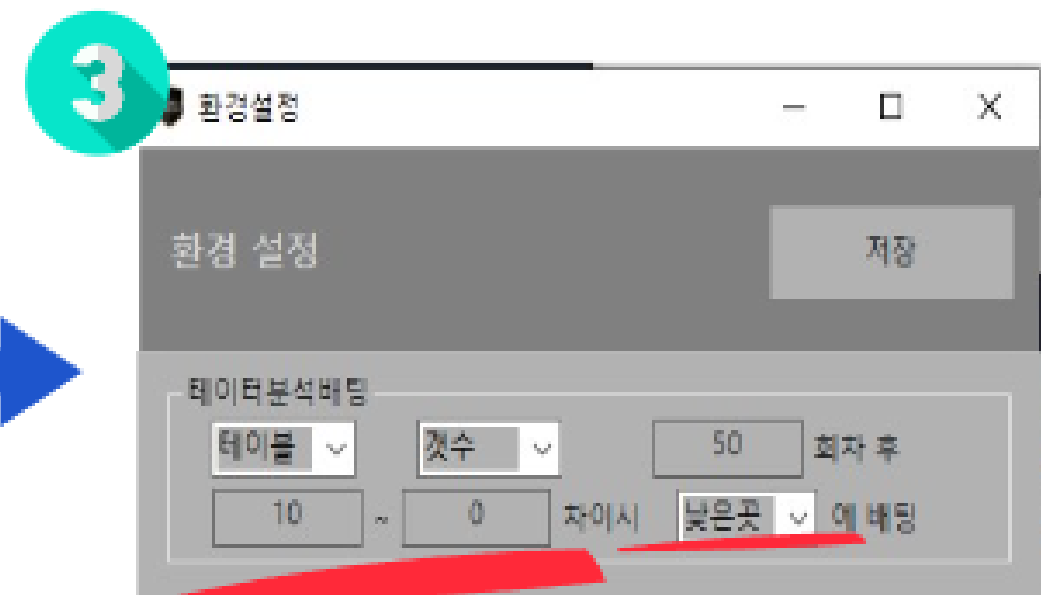 3
환경설정
환경 설정
저장
테이터분석배팅
테이블 갯수 50 회차 후
10 ~ 0 차이시 낮은곳 에 배팅